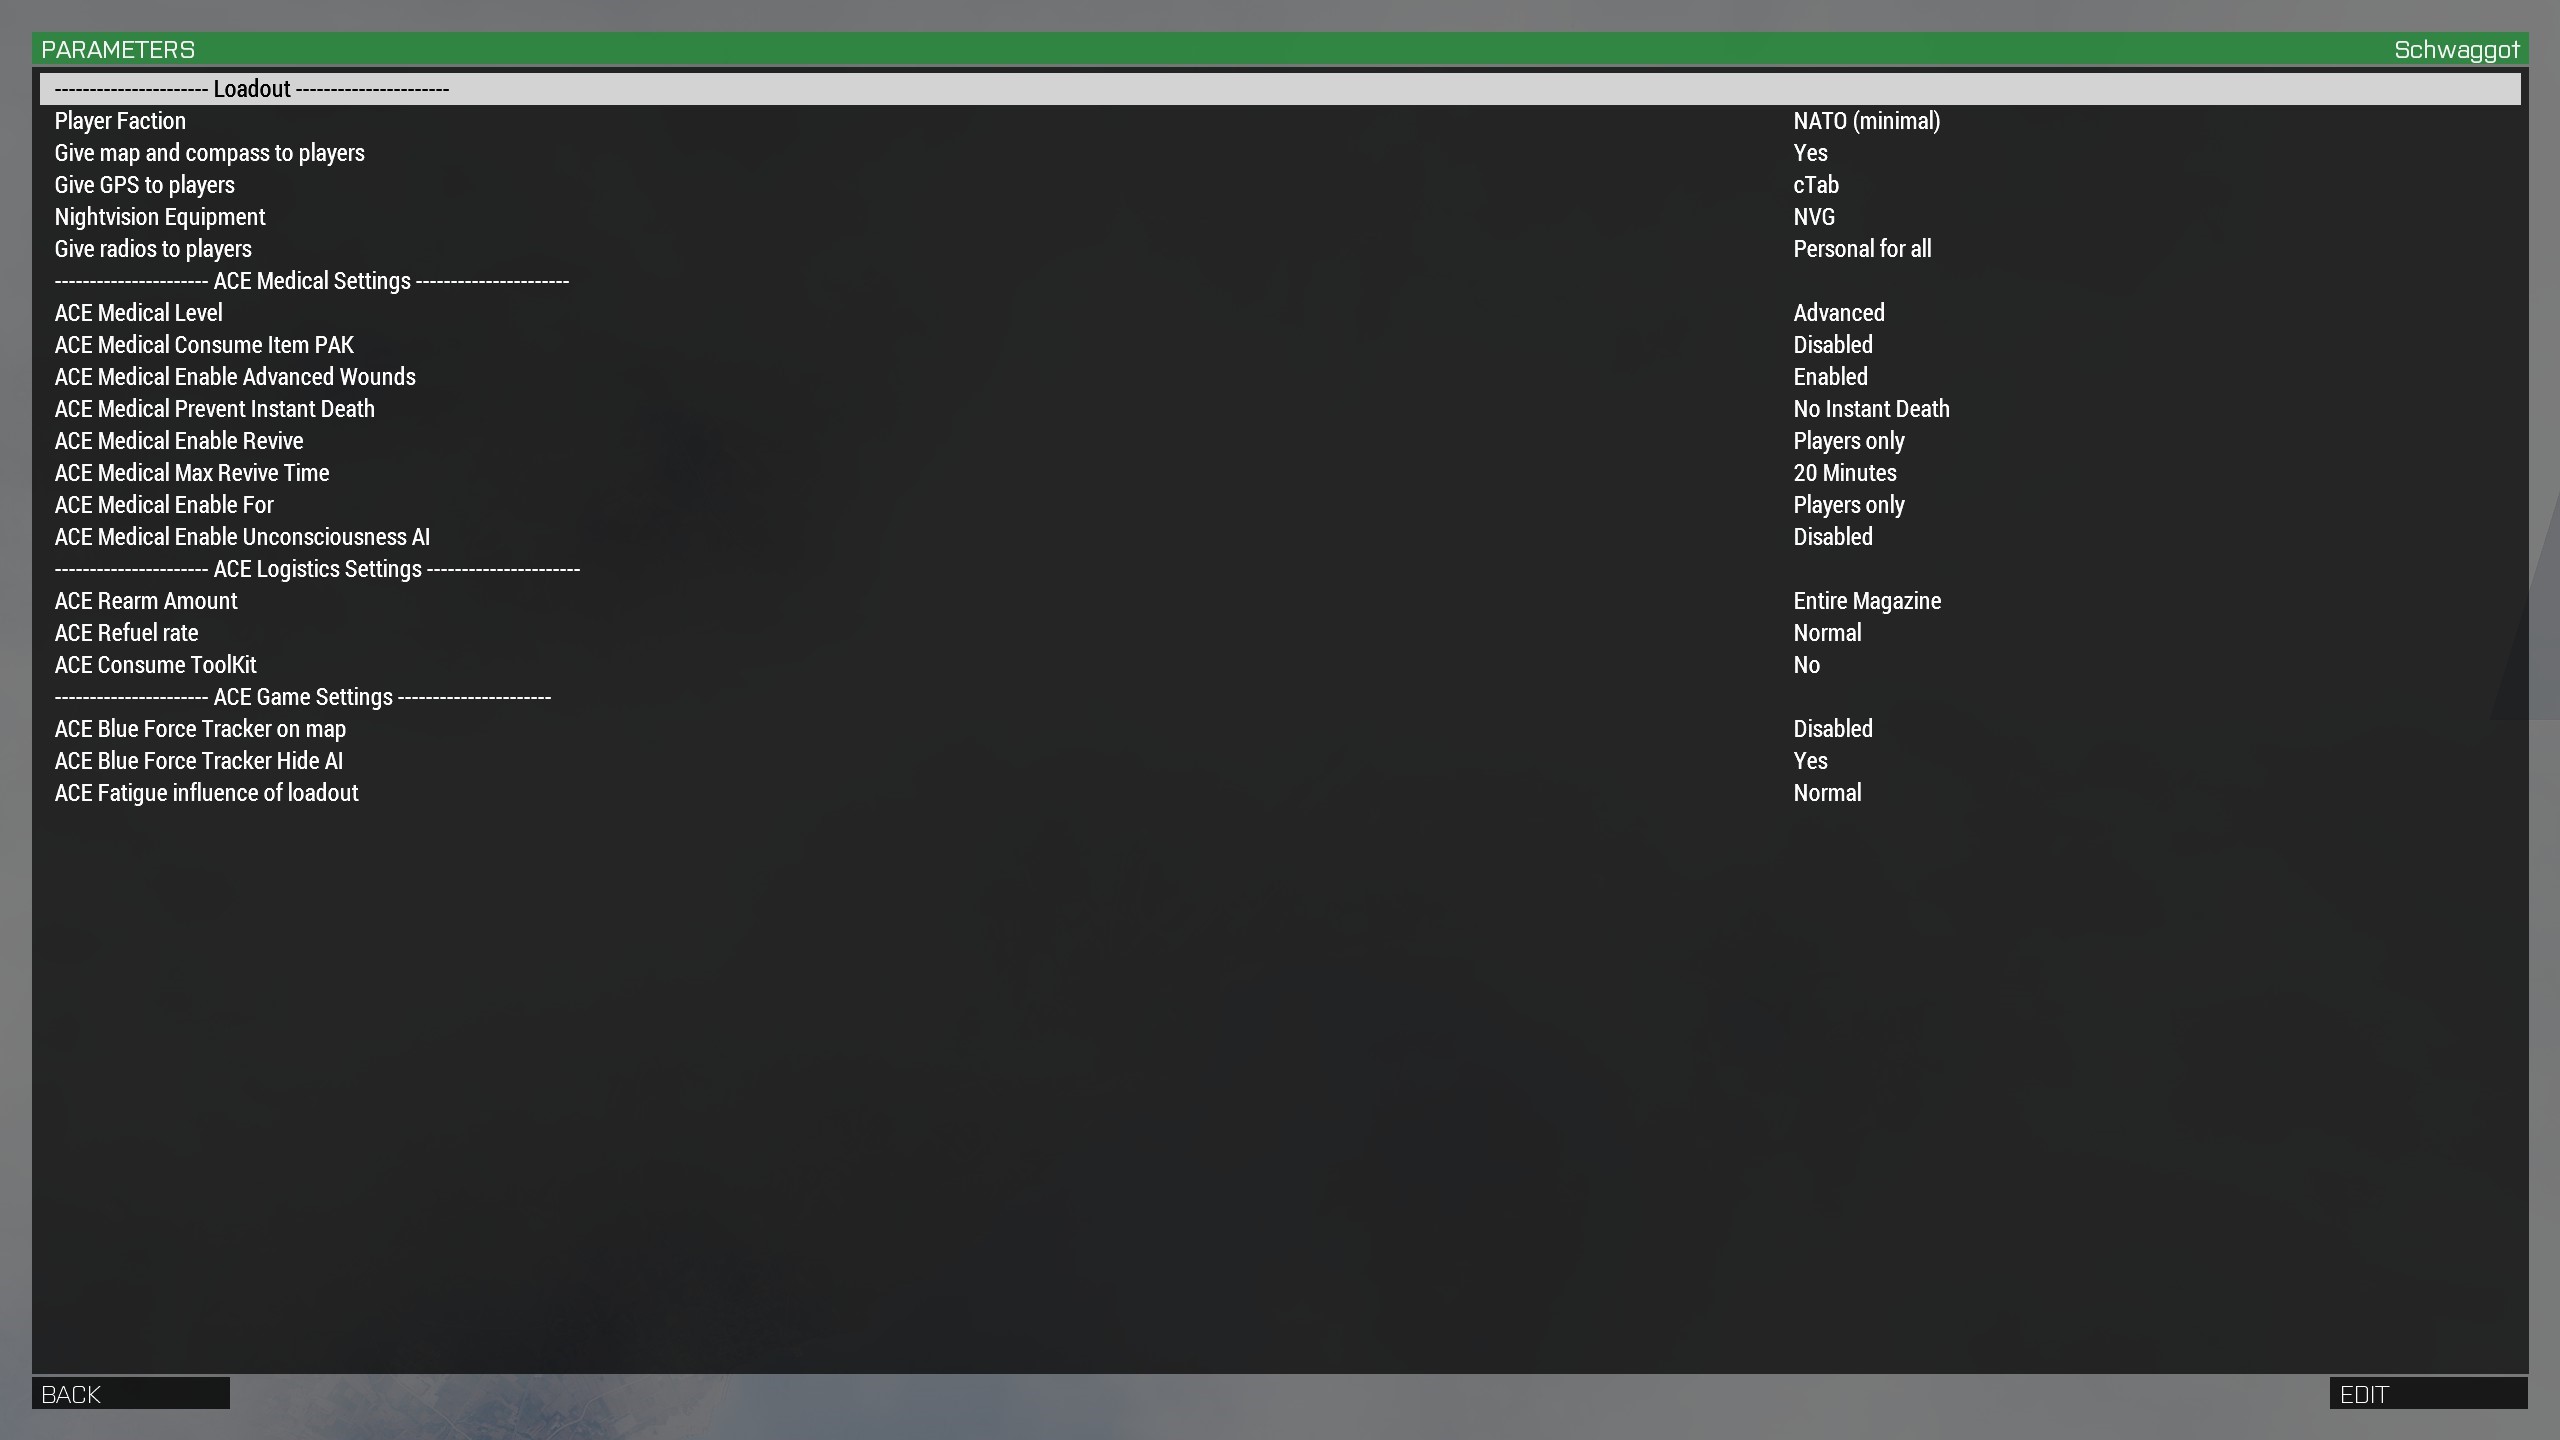 PARAMETERS Schwaggot
---------------------- Loadout ----------------------
Player Faction NATO (minimal)
Give map and compass to players Yes
Give GPS to players cTab
Nightvision Equipment NVG
Give radios to players Personal for all
---------------------- ACE Medical Settings ----------------------
ACE Medical Level Advanced
ACE Medical Consume Item PAK Disabled
ACE Medical Enable Advanced Wounds Enabled
ACE Medical Prevent Instant Death No Instant Death
ACE Medical Enable Revive Players only
ACE Medical Max Revive Time 20 Minutes
ACE Medical Enable For Players only
ACE Medical Enable Unconsciousness AI Disabled
---------------------- ACE Logistics Settings ----------------------
ACE Rearm Amount Entire Magazine
ACE Refuel rate Normal
ACE Consume ToolKit No
---------------------- ACE Game Settings ----------------------
ACE Blue Force Tracker on map Disabled
ACE Blue Force Tracker Hide AI Yes
ACE Fatigue influence of loadout Normal
BACK EDIT